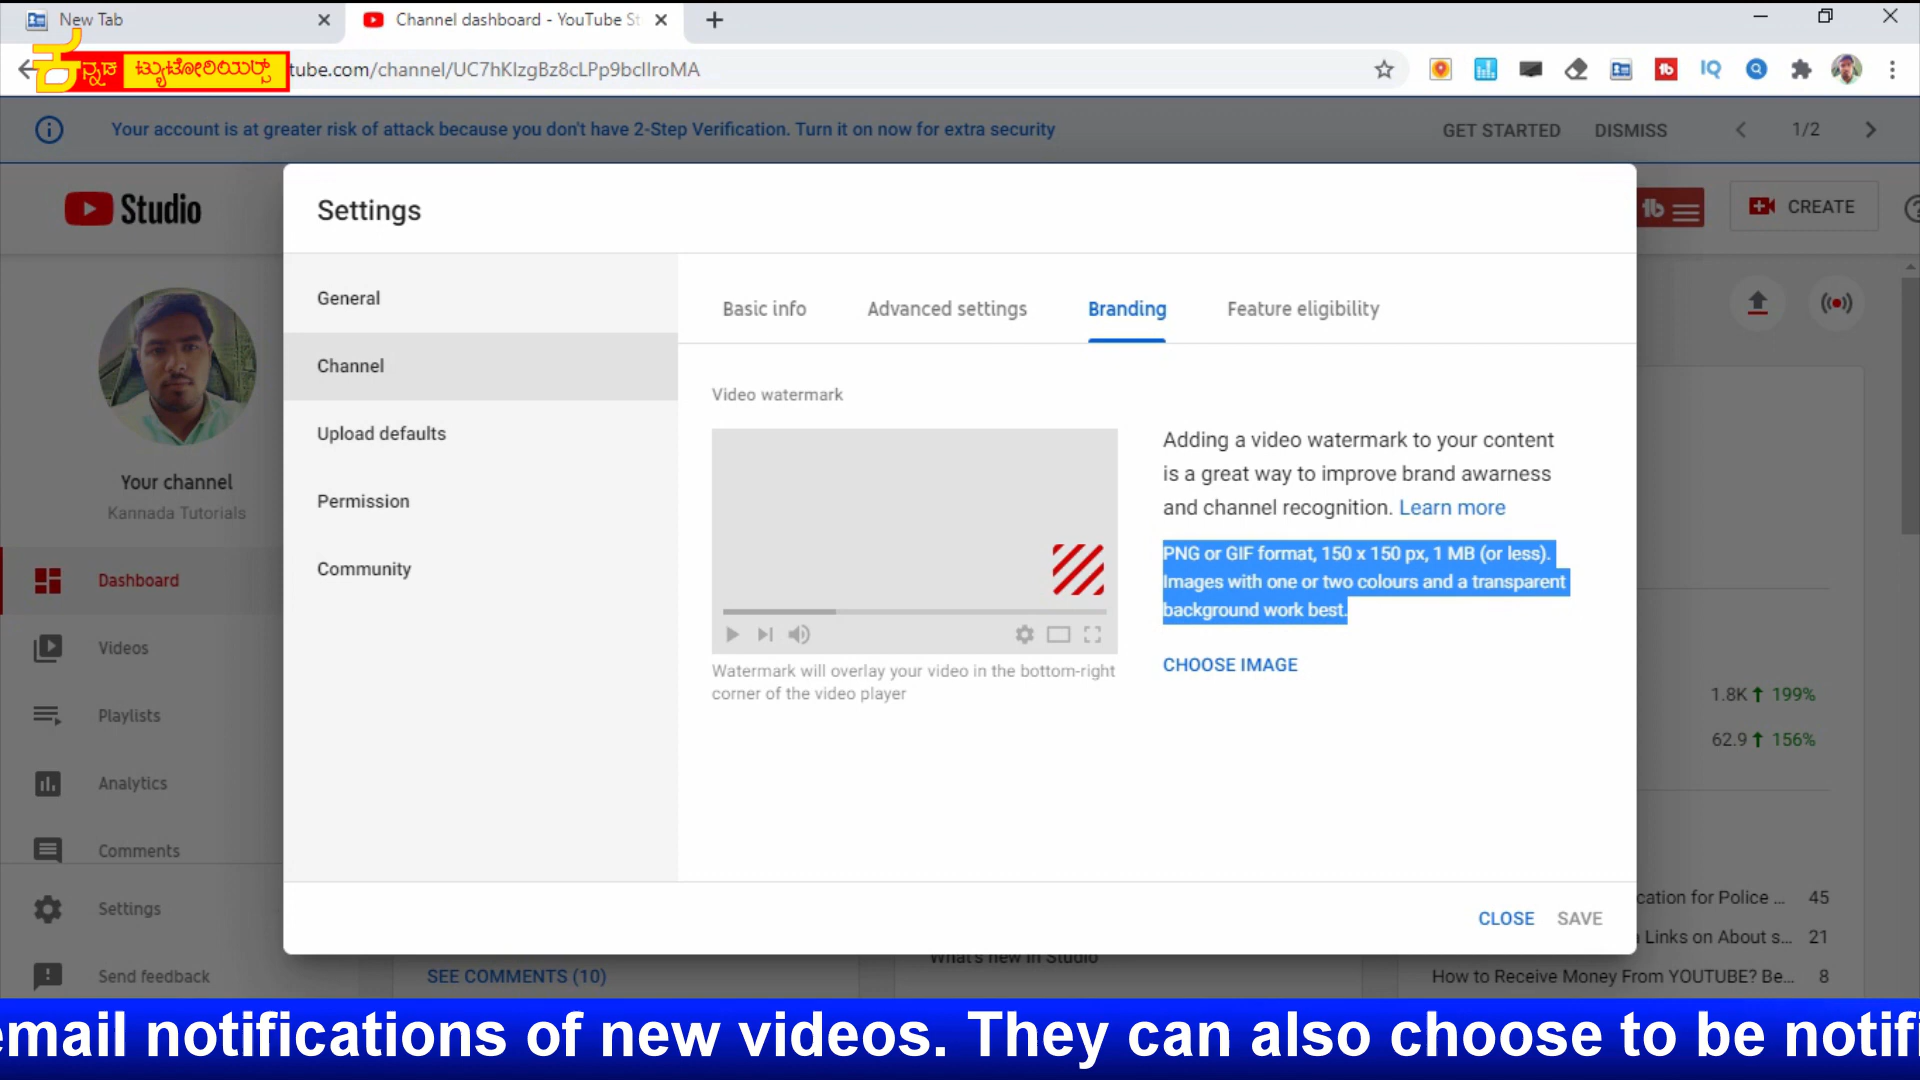 New Tab
Channel dashboard - YouTube St
ಕನ್ನಡ ಟ್ಯುಟೋರಿಯಲ್ಸ್
tube.com/channel/UC7hKIzgBz8cLPp9bcIlroMA
Your account is at greater risk of attack because you don't have 2-Step Verification. Turn it on now for extra security
GET STARTED DISMISS 1/2
Studio
CREATE
Settings
General
Channel
Upload defaults
Permission
Community
Basic info Advanced settings Branding Feature eligibility
Video watermark
Watermark will overlay your video in the bottom-right
corner of the video player
Adding a video watermark to your content
is a great way to improve brand awarness
and channel recognition. Learn more
PNG or GIF format, 150 x 150 px, 1 MB (or less).
Images with one or two colours and a transparent
background work best.
CHOOSE IMAGE
CLOSE SAVE
Your channel
Kannada Tutorials
Dashboard
Videos
Playlists
Analytics
Comments
Settings
Send feedback
1.8K 199%
62.9 156%
cation for Police ... 45
Links on About s... 21
How to Receive Money From YOUTUBE? Be... 8
SEE COMMENTS (10)
What's new in Studio
email notifications of new videos. They can also choose to be notifi